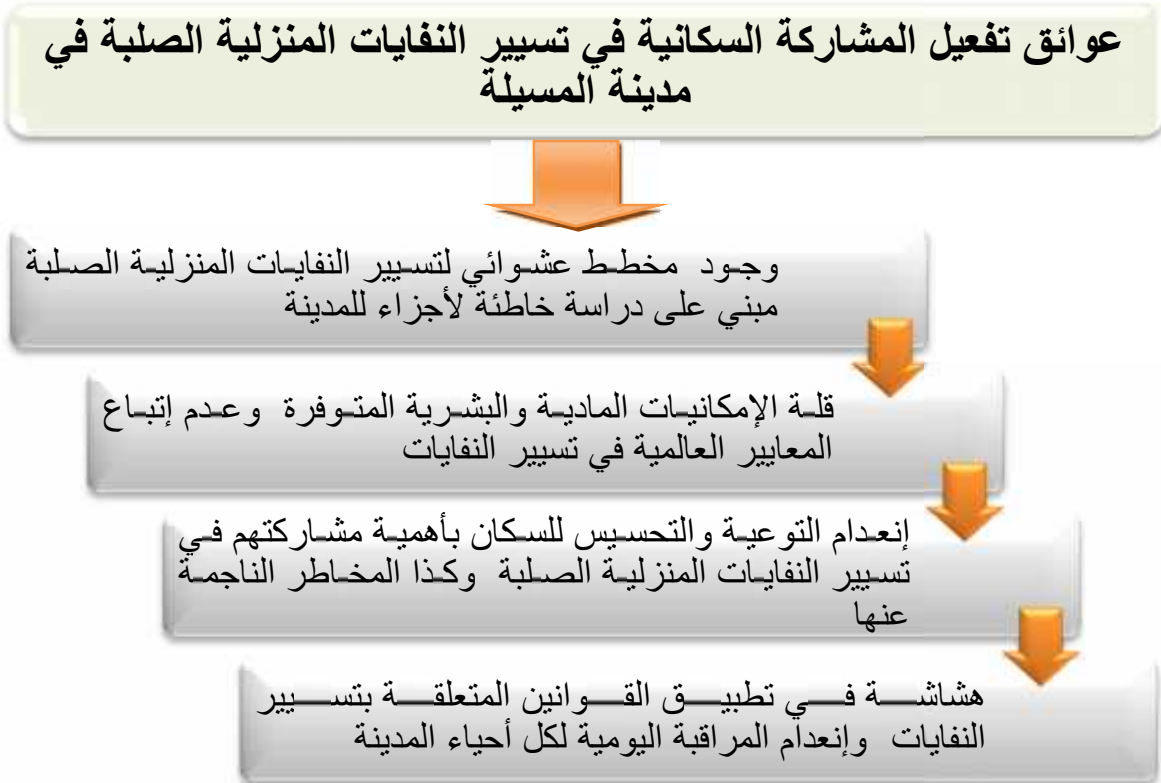 عوائق تفعيل المشاركة السكانية في تسيير النفايات المنزلية الصلبة في
مدينة المسيلة
وجود مخطط عشوائي لتسيير النفايات المنزلية الصلبة
مبني على دراسة خاطئة لأجزاء للمدينة
قلة الإمكانيات المادية والبشرية المتوفرة وعدم إتباع
المعايير العالمية في تسيير النفايات
إنعدام التوعية والتحسيس للسكان بأهمية مشاركتهم في
تسيير النفايات المنزلية الصلبة وكذا المخاطر الناجمة
عنها
هشاشة في تطبيق القوانين المتعلقة بتسيير
النفايات وإنعدام المراقبة اليومية لكل أحياء المدينة